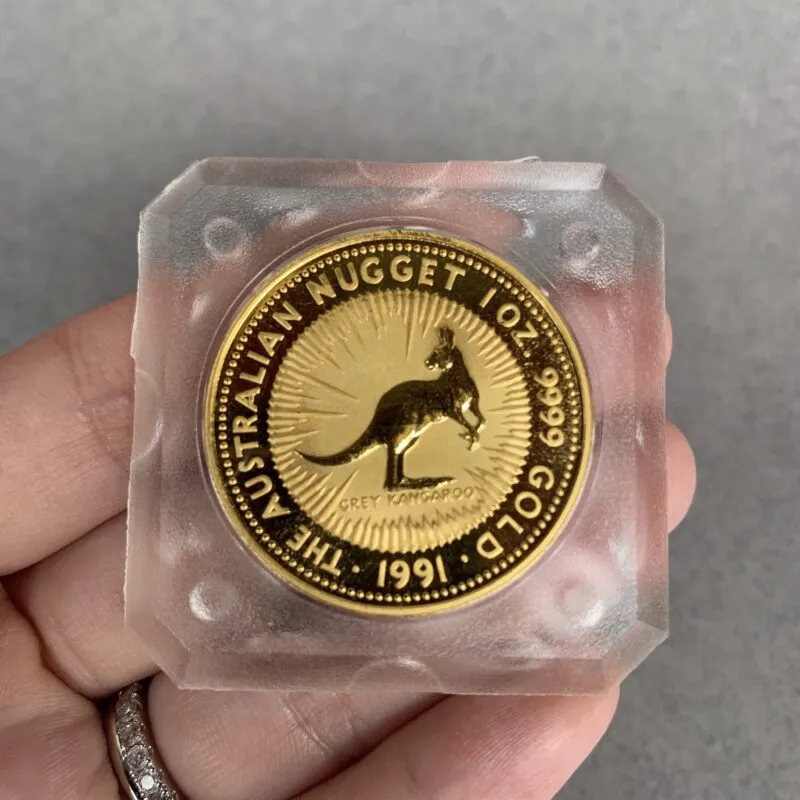 THE AUSTRALIAN NUGGET 1 OZ. 9999 GOLD · 1991 ·
GREY KANGAROO